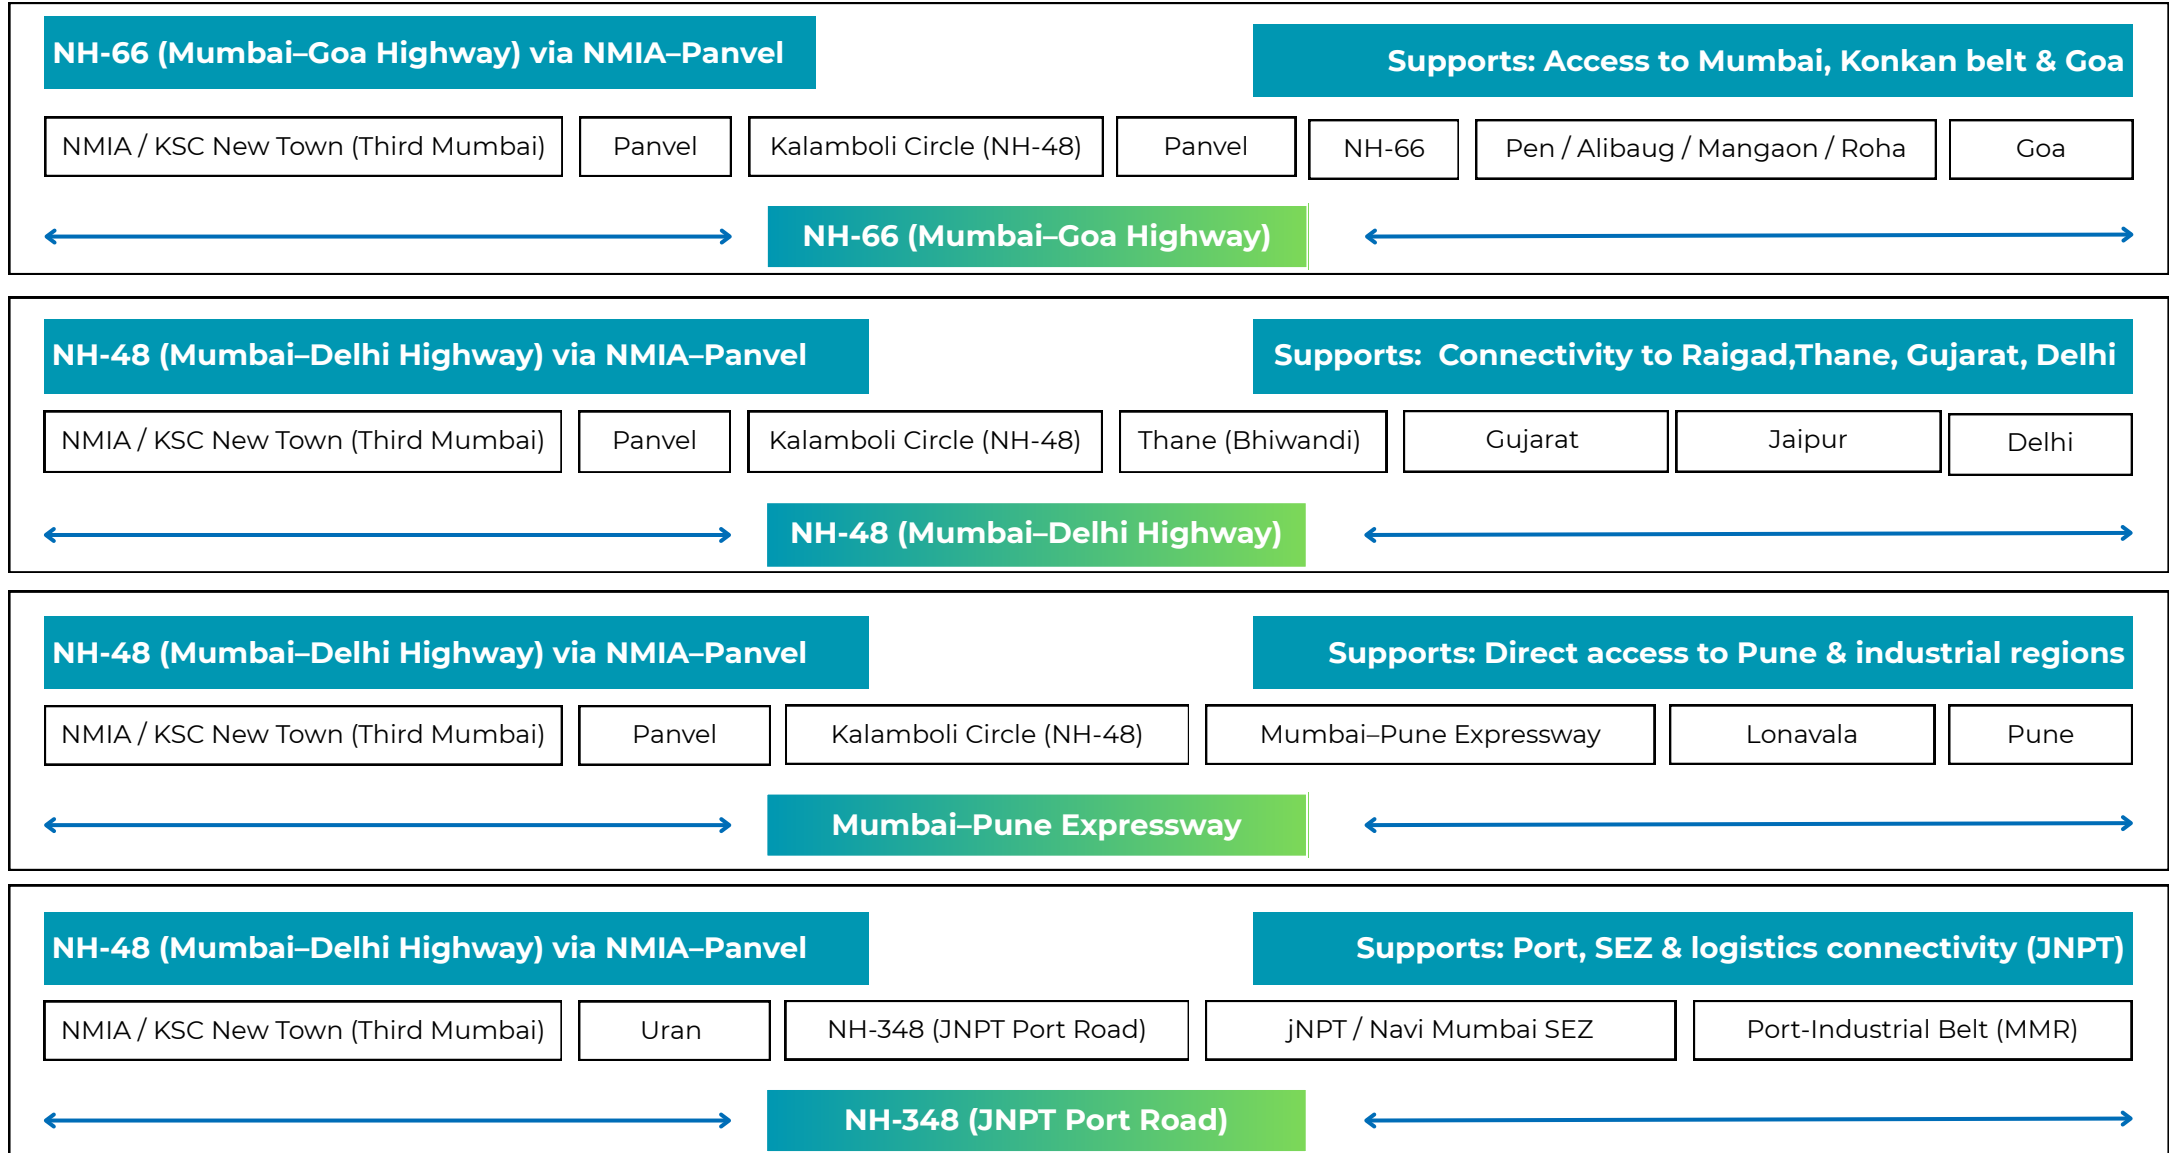 NH-66 (Mumbai–Goa Highway) via NMIA–Panvel
Supports: Access to Mumbai, Konkan belt & Goa
NMIA / KSC New Town (Third Mumbai)
Panvel
Kalamboli Circle (NH-48)
Panvel
NH-66
Pen / Alibaug / Mangaon / Roha
Goa
NH-66 (Mumbai–Goa Highway)
NH-48 (Mumbai–Delhi Highway) via NMIA–Panvel
Supports:  Connectivity to Raigad,Thane, Gujarat, Delhi
NMIA / KSC New Town (Third Mumbai)
Panvel
Kalamboli Circle (NH-48)
Thane (Bhiwandi)
Gujarat
Jaipur
Delhi
NH-48 (Mumbai–Delhi Highway)
NH-48 (Mumbai–Delhi Highway) via NMIA–Panvel
Supports: Direct access to Pune & industrial regions
NMIA / KSC New Town (Third Mumbai)
Panvel
Kalamboli Circle (NH-48)
Mumbai–Pune Expressway
Lonavala
Pune
Mumbai–Pune Expressway
NH-48 (Mumbai–Delhi Highway) via NMIA–Panvel
Supports: Port, SEZ & logistics connectivity (JNPT)
NMIA / KSC New Town (Third Mumbai)
Uran
NH-348 (JNPT Port Road)
jNPT / Navi Mumbai SEZ
Port-Industrial Belt (MMR)
NH-348 (JNPT Port Road)